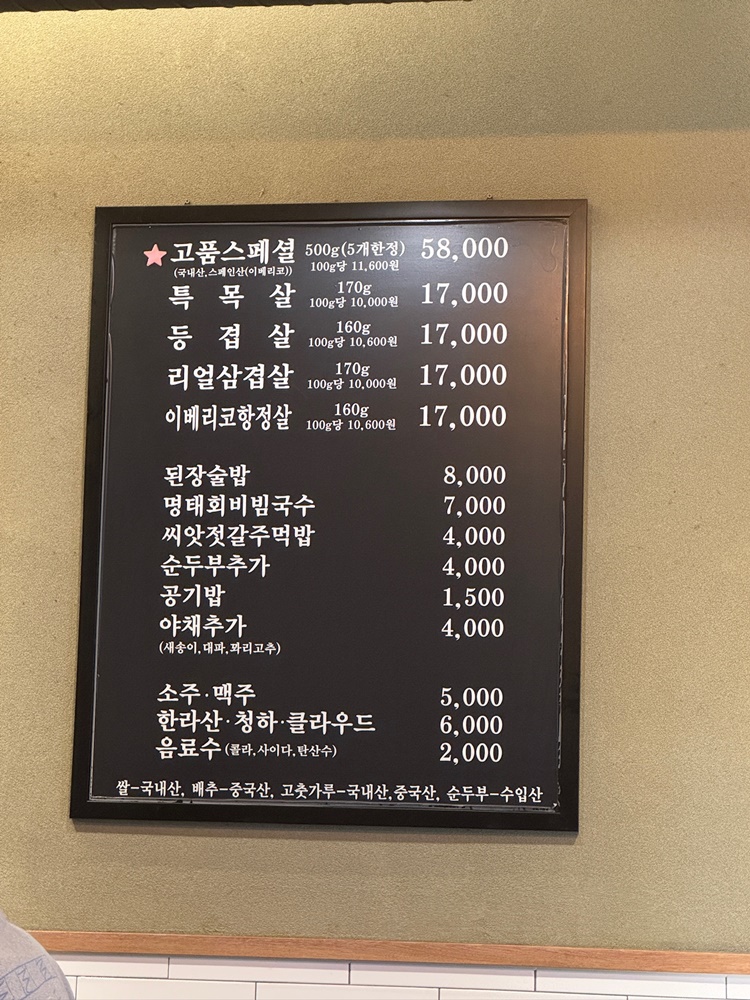 ★고품스페셜 500g(5개한정) 58,000
(국내산,스페인산(이베리코)) 100g당 11,600원
특목살 170g 17,000
100g당 10,000원
등겹살 160g 17,000
100g당 10,600원
리얼삼겹살 170g 17,000
100g당 10,000원
이베리코항정살 160g 17,000
100g당 10,600원
된장술밥 8,000
명태회비빔국수 7,000
씨앗젓갈주먹밥 4,000
순두부추가 4,000
공기밥 1,500
야채추가 4,000
(새송이,대파,꽈리고추)
소주·맥주 5,000
한라산·청하·클라우드 6,000
음료수(콜라,사이다,탄산수) 2,000
쌀-국내산, 배추-중국산, 고춧가루-국내산,중국산, 순두부-수입산